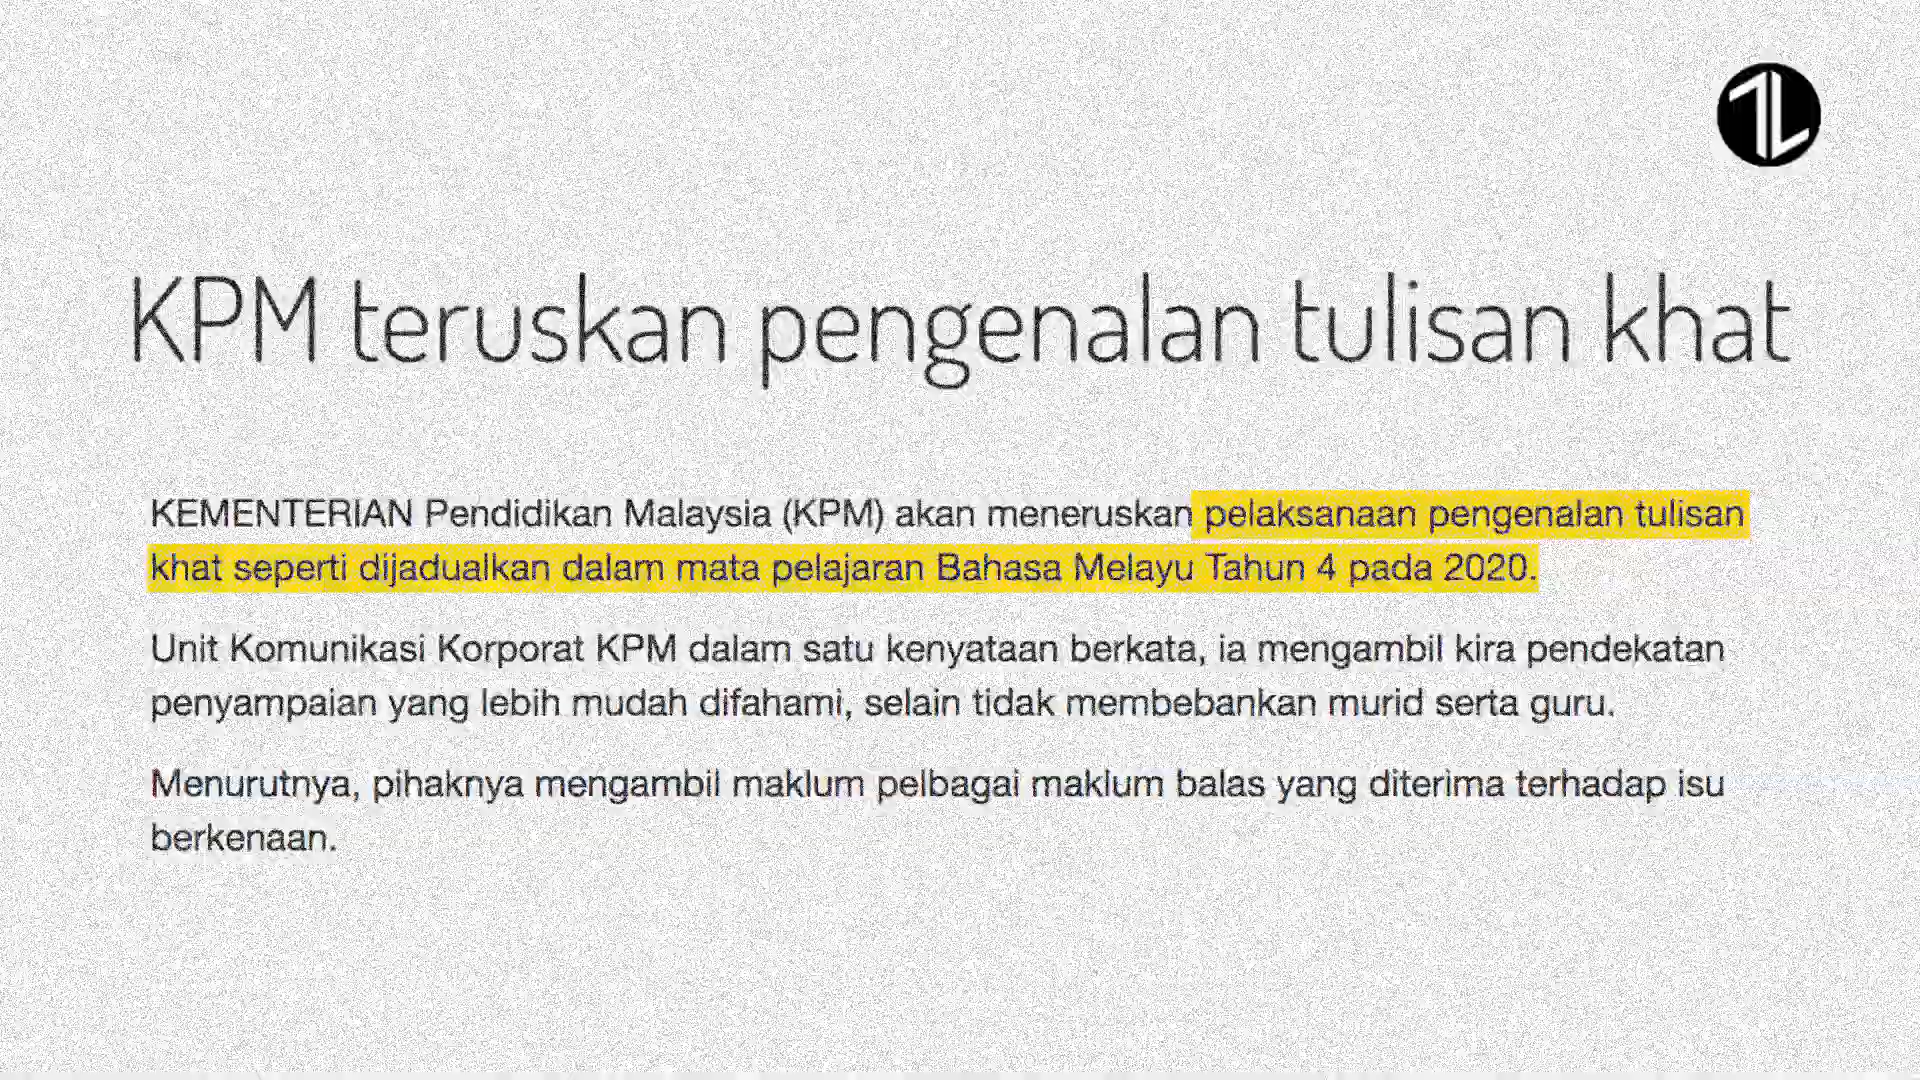 KPM teruskan pengenalan tulisan khat
KEMENTERIAN Pendidikan Malaysia (KPM) akan meneruskan pelaksanaan pengenalan tulisan
khat seperti dijadualkan dalam mata pelajaran Bahasa Melayu Tahun 4 pada 2020.
Unit Komunikasi Korporat KPM dalam satu kenyataan berkata, ia mengambil kira pendekatan
penyampaian yang lebih mudah difahami, selain tidak membebankan murid serta guru.
Menurutnya, pihaknya mengambil maklum pelbagai maklum balas yang diterima terhadap isu
berkenaan.